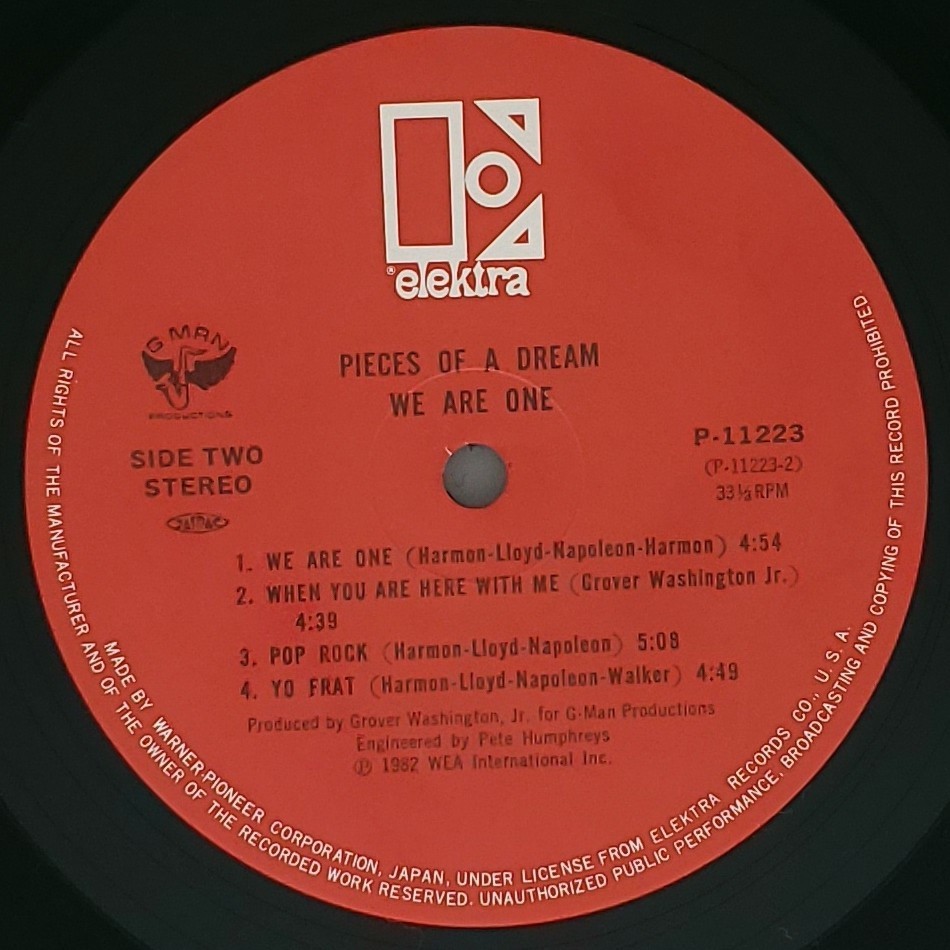 ® elektra
G MAN
PRODUCTIONS
PIECES OF A DREAM
WE ARE ONE
SIDE TWO
STEREO
P-11223
(P-11223-2)
33⅓ RPM
1. WE ARE ONE (Harmon-Lloyd-Napoleon-Harmon) 4:54
2. WHEN YOU ARE HERE WITH ME (Grover Washington Jr.)
4:39
3. POP ROCK (Harmon-Lloyd-Napoleon) 5:08
4. YO FRAT (Harmon-Lloyd-Napoleon-Walker) 4:49
Produced by Grover Washington, Jr. for G-Man Productions
Engineered by Pete Humphreys
Ⓟ 1982 WEA International Inc.
MADE BY WARNER-PIONEER CORPORATION, JAPAN, UNDER LICENSE FROM ELEKTRA RECORDS CO., U. S. A.
ALL RIGHTS OF THE MANUFACTURER AND OF THE OWNER OF THE RECORDED WORK RESERVED. UNAUTHORIZED PUBLIC PERFORMANCE, BROADCASTING AND COPYING OF THIS RECORD PROHIBITED.